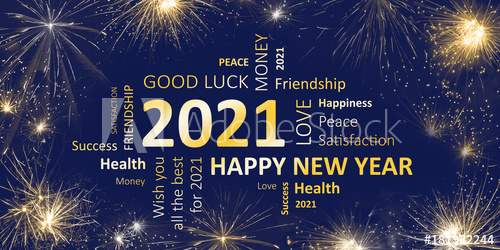 PEACE
MONEY
2021
GOOD LUCK
Friendship
SATISFACTION
FRIENDSHIP
2021
LOVE
Happiness
Peace
Satisfaction
Success
Health
Money
Wish you
all the best
for 2021
HAPPY NEW YEAR
Love
Success
Health
2021
Adobe Stock